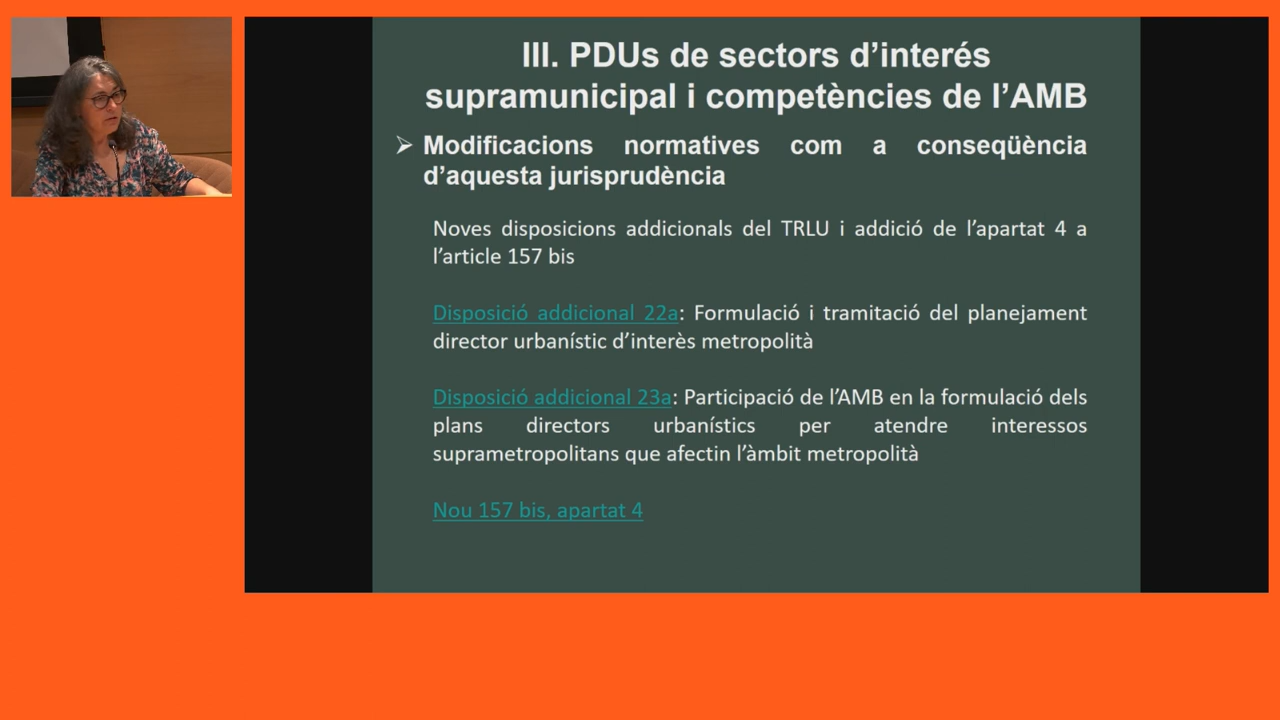 III. PDUs de sectors d’interés
supramunicipal i competències de l’AMB
➢ Modificacions normatives com a conseqüència
d’aquesta jurisprudència
Noves disposicions addicionals del TRLU i addició de l’apartat 4 a
l’article 157 bis
Disposició addicional 22a: Formulació i tramitació del planejament
director urbanístic d’interès metropolità
Disposició addicional 23a: Participació de l’AMB en la formulació dels
plans directors urbanístics per atendre interessos
suprametropolitans que afectin l’àmbit metropolità
Nou 157 bis, apartat 4